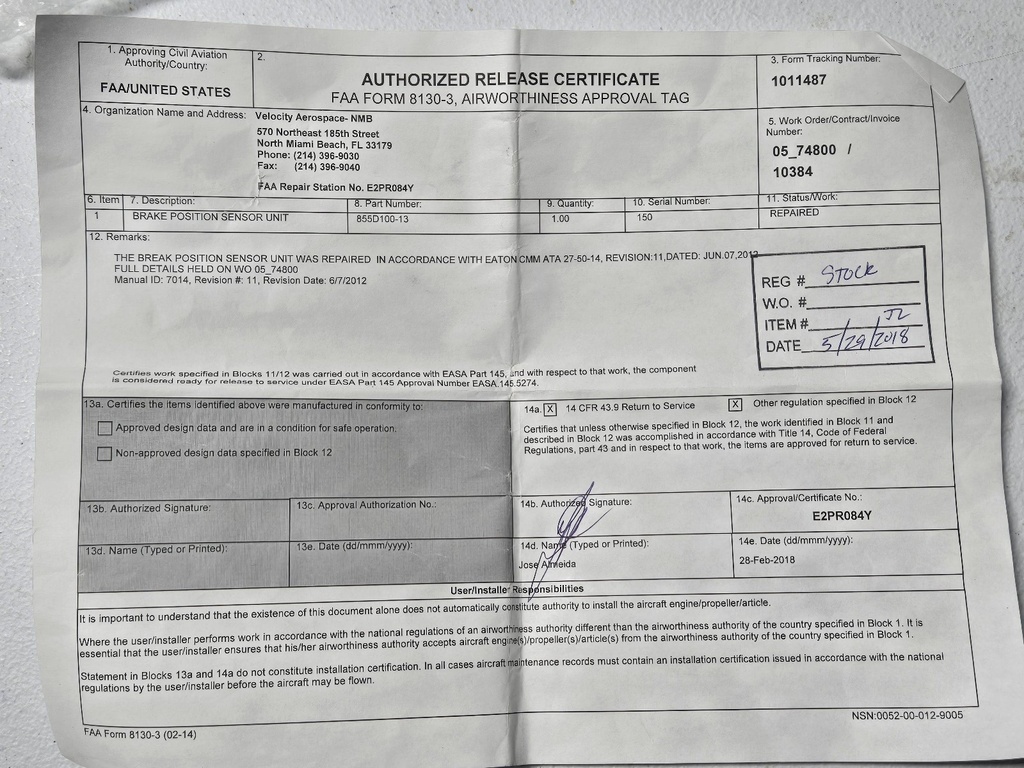 1. Approving Civil Aviation
Authority/Country:
FAA/UNITED STATES
2.
AUTHORIZED RELEASE CERTIFICATE
FAA FORM 8130-3, AIRWORTHINESS APPROVAL TAG
3. Form Tracking Number:
1011487
4. Organization Name and Address:
Velocity Aerospace- NMB
570 Northeast 185th Street
North Miami Beach, FL 33179
Phone: (214) 396-9030
Fax: (214) 396-9040
FAA Repair Station No. E2PR084Y
5. Work Order/Contract/Invoice
Number:
05_74800 /
10384
6. Item
7. Description:
8. Part Number:
9. Quantity:
10. Serial Number:
11. Status/Work:
1
BRAKE POSITION SENSOR UNIT
855D100-13
1.00
150
REPAIRED
12. Remarks:
THE BREAK POSITION SENSOR UNIT WAS REPAIRED IN ACCORDANCE WITH EATON CMM ATA 27-50-14, REVISION:11,DATED: JUN.07,2012
FULL DETAILS HELD ON WO 05_74800
Manual ID: 7014, Revision #: 11, Revision Date: 6/7/2012
REG # STOCK
W.O. #
ITEM # JL
DATE 5/29/2018
Certifies work specified in Blocks 11/12 was carried out in accordance with EASA Part 145, and with respect to that work, the component
is considered ready for release to service under EASA Part 145 Approval Number EASA.145.5274.
13a. Certifies the items identified above were manufactured in conformity to:
Approved design data and are in a condition for safe operation.
Non-approved design data specified in Block 12
14a. X 14 CFR 43.9 Return to Service X Other regulation specified in Block 12
Certifies that unless otherwise specified in Block 12, the work identified in Block 11 and
described in Block 12 was accomplished in accordance with Title 14, Code of Federal
Regulations, part 43 and in respect to that work, the items are approved for return to service.
13b. Authorized Signature:
13c. Approval Authorization No.:
14b. Authorized Signature:
14c. Approval/Certificate No.:
E2PR084Y
13d. Name (Typed or Printed):
13e. Date (dd/mmm/yyyy):
14d. Name (Typed or Printed):
Jose Almeida
14e. Date (dd/mmm/yyyy):
28-Feb-2018
User/Installer Responsibilities
It is important to understand that the existence of this document alone does not automatically constitute authority to install the aircraft engine/propeller/article.
Where the user/installer performs work in accordance with the national regulations of an airworthiness authority different than the airworthiness authority of the country specified in Block 1. It is
essential that the user/installer ensures that his/her airworthiness authority accepts aircraft engine(s)/propeller(s)/article(s) from the airworthiness authority of the country specified in Block 1.
Statement in Blocks 13a and 14a do not constitute installation certification. In all cases aircraft maintenance records must contain an installation certification issued in accordance with the national
regulations by the user/installer before the aircraft may be flown.
FAA Form 8130-3 (02-14)
NSN:0052-00-012-9005